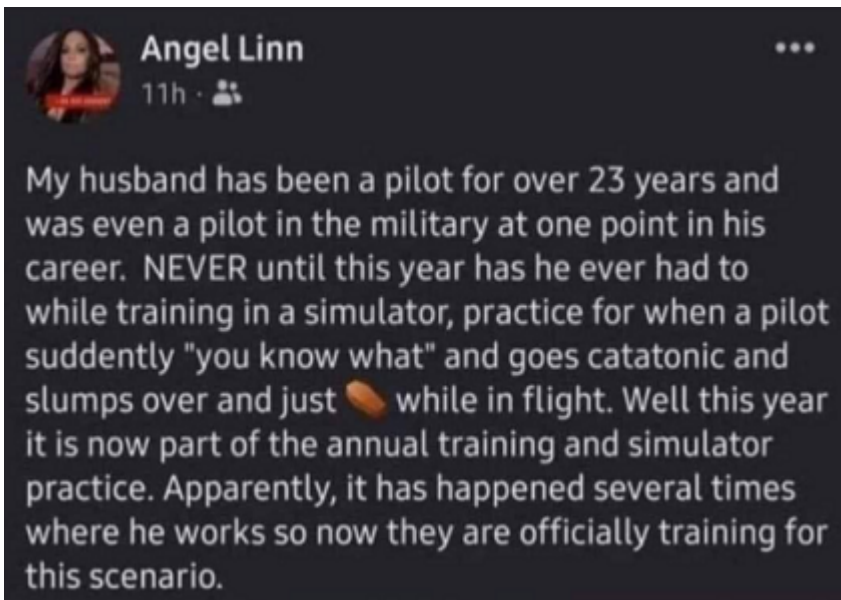 Angel Linn
11h ·
My husband has been a pilot for over 23 years and
was even a pilot in the military at one point in his
career. NEVER until this year has he ever had to
while training in a simulator, practice for when a pilot
suddently "you know what" and goes catatonic and
slumps over and just ⚰️ while in flight. Well this year
it is now part of the annual training and simulator
practice. Apparently, it has happened several times
where he works so now they are officially training for
this scenario.